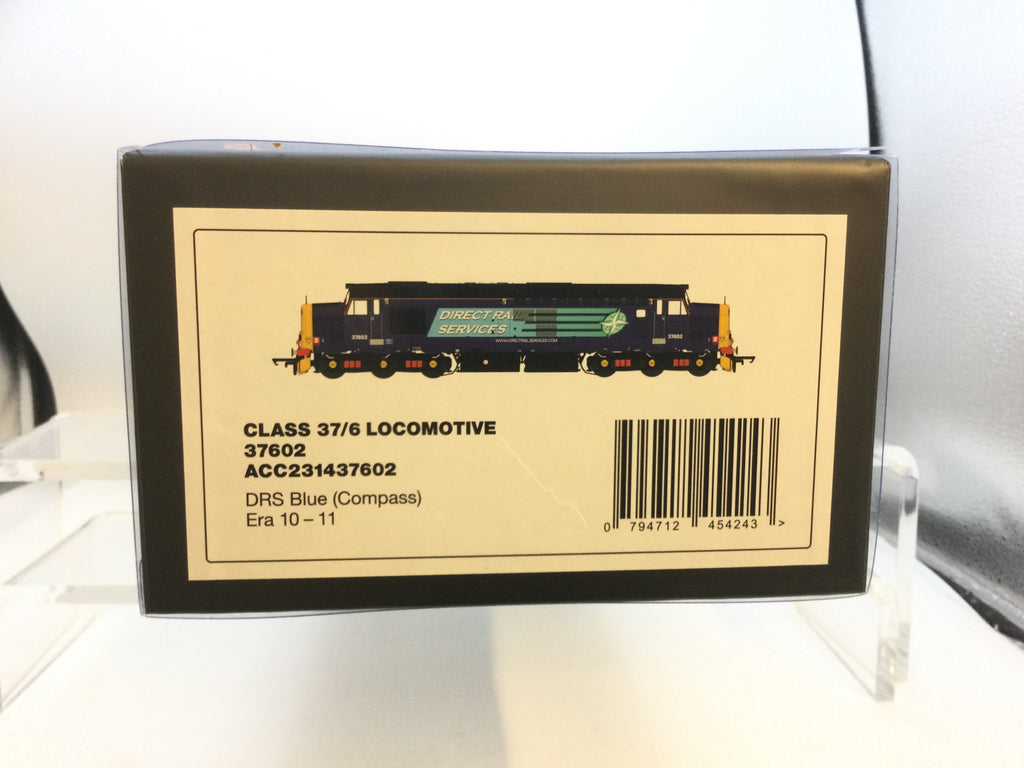 DIRECT RAIL
SERVICES
37602
37602
WWW.DIRECTRAILSERVICES.COM
CLASS 37/6 LOCOMOTIVE
37602
ACC231437602
DRS Blue (Compass)
Era 10 – 11
0 794712 454243 >